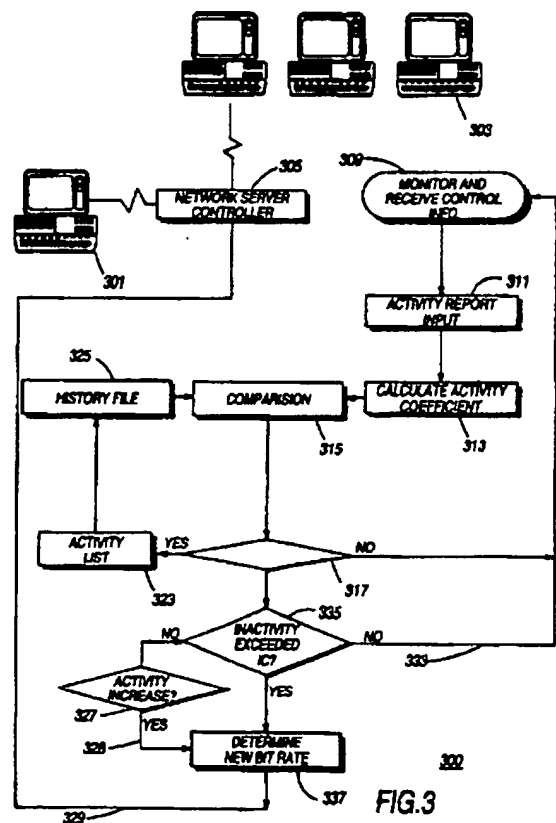 303
305
309
NETWORK SERVER
CONTROLLER
MONITOR AND
RECEIVE CONTROL
INFO
301
311
ACTIVITY REPORT
INPUT
325
HISTORY FILE
COMPARISION
CALCULATE ACTIVITY
COEFFICIENT
315
313
ACTIVITY
LIST
YES
NO
323
317
335
NO
INACTIVITY
EXCEEDED
IC?
NO
333
ACTIVITY
INCREASE?
327
YES
YES
328
DETERMINE
NEW BIT RATE
300
329
337
FIG.3